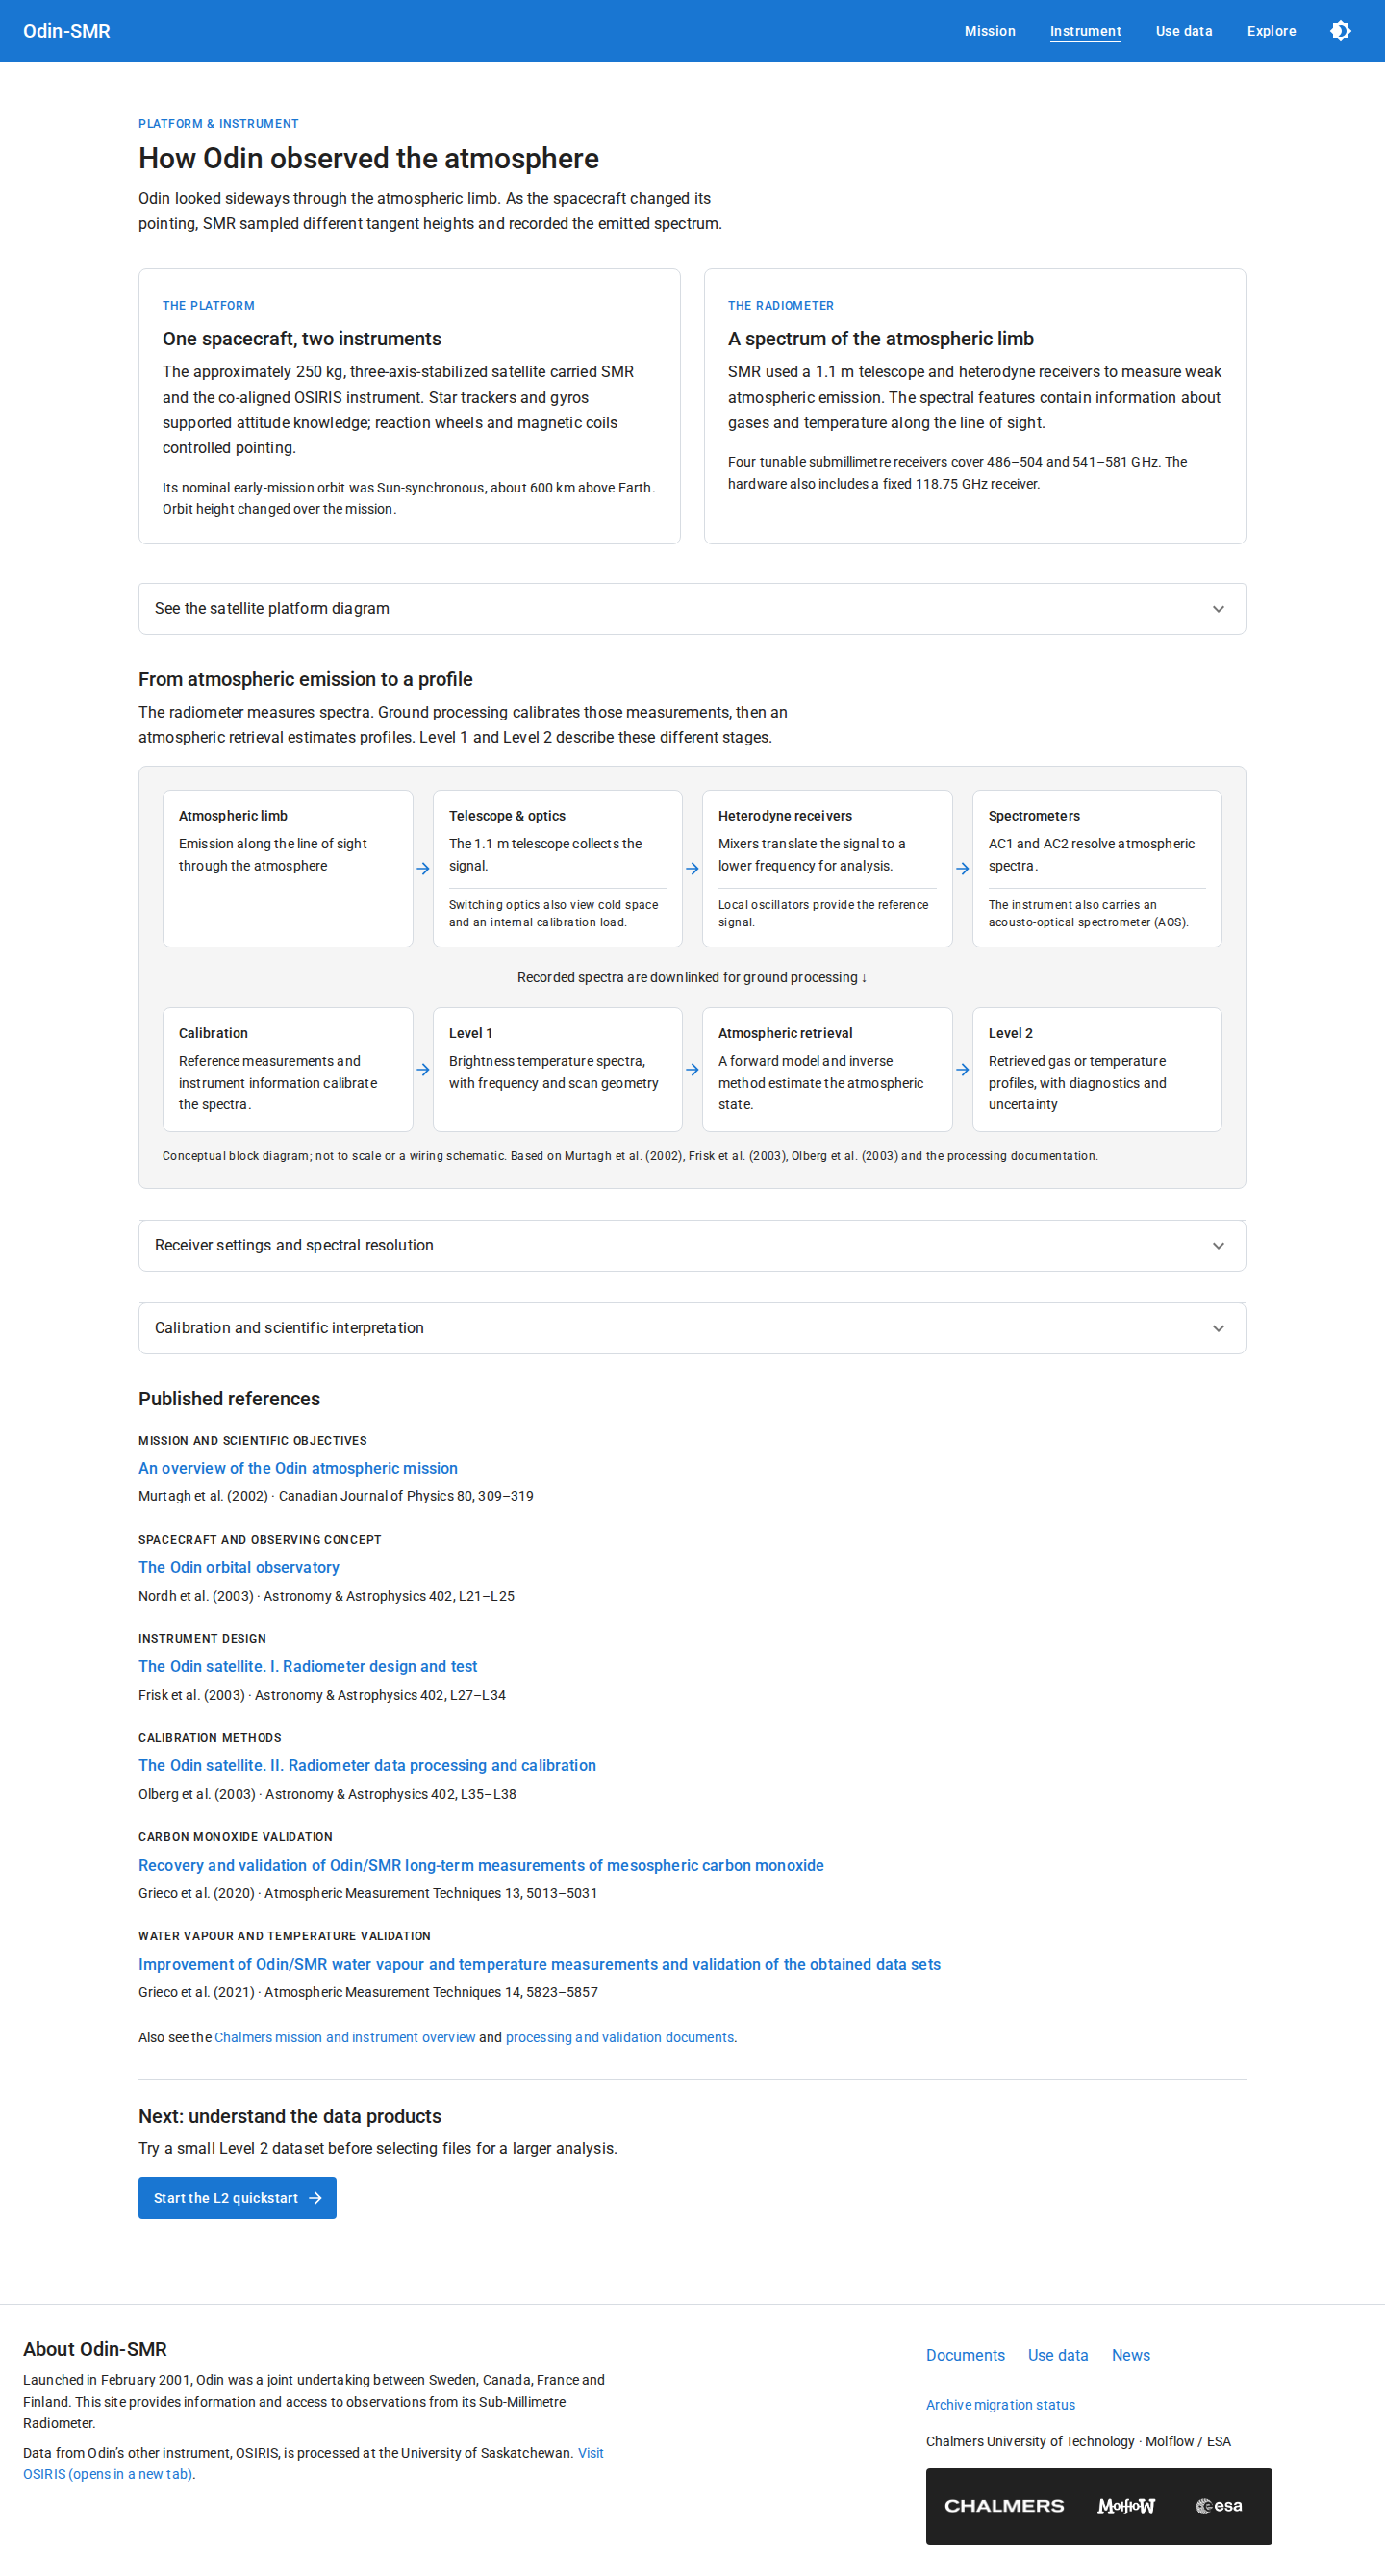 Odin-SMR
Mission
Instrument
Use data
Explore
PLATFORM & INSTRUMENT
How Odin observed the atmosphere
Odin looked sideways through the atmospheric limb. As the spacecraft changed its
pointing, SMR sampled different tangent heights and recorded the emitted spectrum.
THE PLATFORM
One spacecraft, two instruments
The approximately 250 kg, three-axis-stabilized satellite carried SMR
and the co-aligned OSIRIS instrument. Star trackers and gyros
supported attitude knowledge; reaction wheels and magnetic coils
controlled pointing.
Its nominal early-mission orbit was Sun-synchronous, about 600 km above Earth.
Orbit height changed over the mission.
THE RADIOMETER
A spectrum of the atmospheric limb
SMR used a 1.1 m telescope and heterodyne receivers to measure weak
atmospheric emission. The spectral features contain information about
gases and temperature along the line of sight.
Four tunable submillimetre receivers cover 486–504 and 541–581 GHz. The
hardware also includes a fixed 118.75 GHz receiver.
See the satellite platform diagram
From atmospheric emission to a profile
The radiometer measures spectra. Ground processing calibrates those measurements, then an
atmospheric retrieval estimates profiles. Level 1 and Level 2 describe these different stages.
Atmospheric limb
Emission along the line of sight
through the atmosphere
Telescope & optics
The 1.1 m telescope collects the
signal.
Switching optics also view cold space
and an internal calibration load.
Heterodyne receivers
Mixers translate the signal to a
lower frequency for analysis.
Local oscillators provide the reference
signal.
Spectrometers
AC1 and AC2 resolve atmospheric
spectra.
The instrument also carries an
acousto-optical spectrometer (AOS).
Recorded spectra are downlinked for ground processing ↓
Calibration
Reference measurements and
instrument information calibrate
the spectra.
Level 1
Brightness temperature spectra,
with frequency and scan geometry
Atmospheric retrieval
A forward model and inverse
method estimate the atmospheric
state.
Level 2
Retrieved gas or temperature
profiles, with diagnostics and
uncertainty
Conceptual block diagram; not to scale or a wiring schematic. Based on Murtagh et al. (2002), Frisk et al. (2003), Olberg et al. (2003) and the processing documentation.
Receiver settings and spectral resolution
Calibration and scientific interpretation
Published references
MISSION AND SCIENTIFIC OBJECTIVES
An overview of the Odin atmospheric mission
Murtagh et al. (2002) · Canadian Journal of Physics 80, 309–319
SPACECRAFT AND OBSERVING CONCEPT
The Odin orbital observatory
Nordh et al. (2003) · Astronomy & Astrophysics 402, L21–L25
INSTRUMENT DESIGN
The Odin satellite. I. Radiometer design and test
Frisk et al. (2003) · Astronomy & Astrophysics 402, L27–L34
CALIBRATION METHODS
The Odin satellite. II. Radiometer data processing and calibration
Olberg et al. (2003) · Astronomy & Astrophysics 402, L35–L38
CARBON MONOXIDE VALIDATION
Recovery and validation of Odin/SMR long-term measurements of mesospheric carbon monoxide
Grieco et al. (2020) · Atmospheric Measurement Techniques 13, 5013–5031
WATER VAPOUR AND TEMPERATURE VALIDATION
Improvement of Odin/SMR water vapour and temperature measurements and validation of the obtained data sets
Grieco et al. (2021) · Atmospheric Measurement Techniques 14, 5823–5857
Also see the Chalmers mission and instrument overview and processing and validation documents.
Next: understand the data products
Try a small Level 2 dataset before selecting files for a larger analysis.
Start the L2 quickstart
About Odin-SMR
Launched in February 2001, Odin was a joint undertaking between Sweden, Canada, France and
Finland. This site provides information and access to observations from its Sub-Millimetre
Radiometer.
Data from Odin’s other instrument, OSIRIS, is processed at the University of Saskatchewan. Visit
OSIRIS (opens in a new tab).
Documents
Use data
News
Archive migration status
Chalmers University of Technology · Molflow / ESA
CHALMERS
Molflow
esa